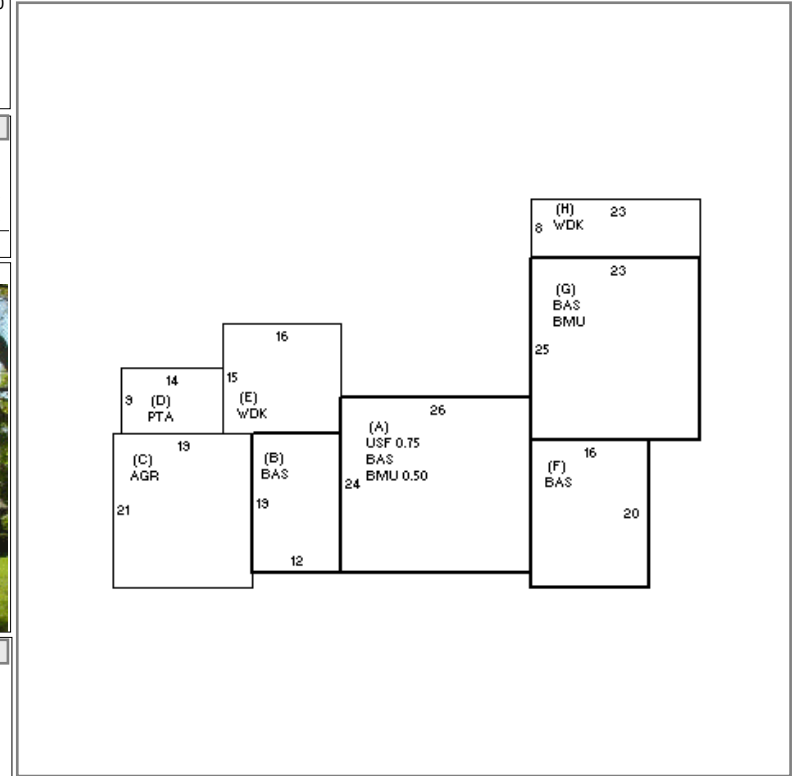 (H) 23
8 WDK
23
(G)
BAS
BMU
25
16
14
15
9 (D)
PTA
(E)
WDK
26
(A)
USF 0.75
BAS
BMU 0.50
24
19
(C)
AGR
21
(B)
BAS
19
12
16
(F)
BAS
20